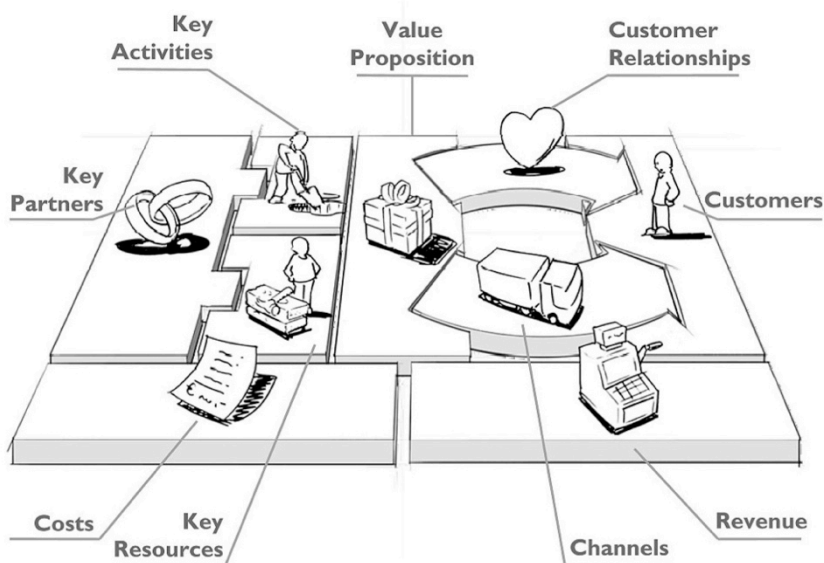 Key
Activities
Value
Proposition
Customer
Relationships
Key
Partners
Customers
Costs
Key
Resources
Channels
Revenue